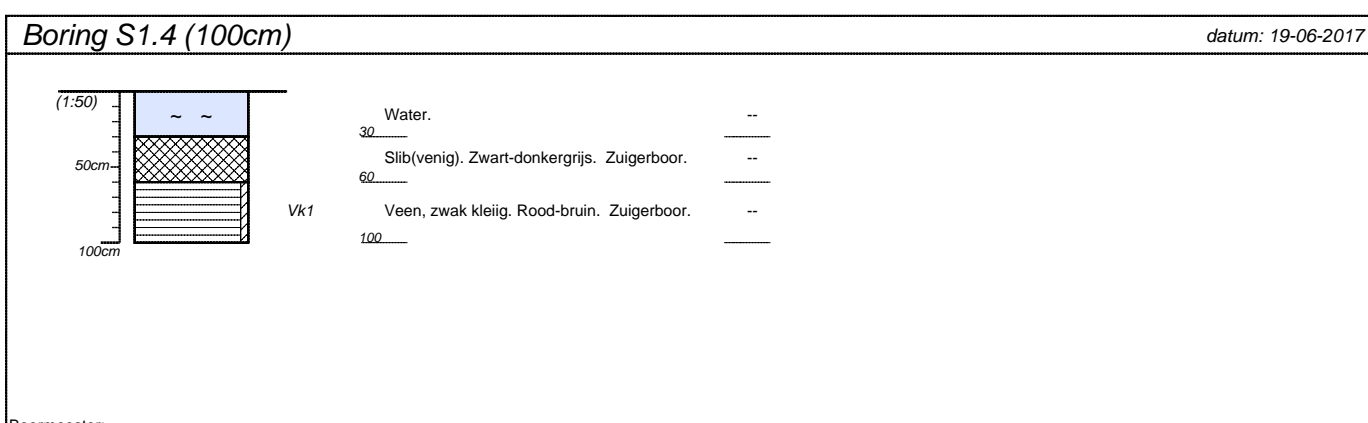 Boring S1.4 (100cm) datum: 19-06-2017
(1:50)
~ ~ Water. --
30
50cm Slib(venig). Zwart-donkergrijs. Zuigerboor. --
60
Vk1 Veen, zwak kleiig. Rood-bruin. Zuigerboor. --
100
100cm